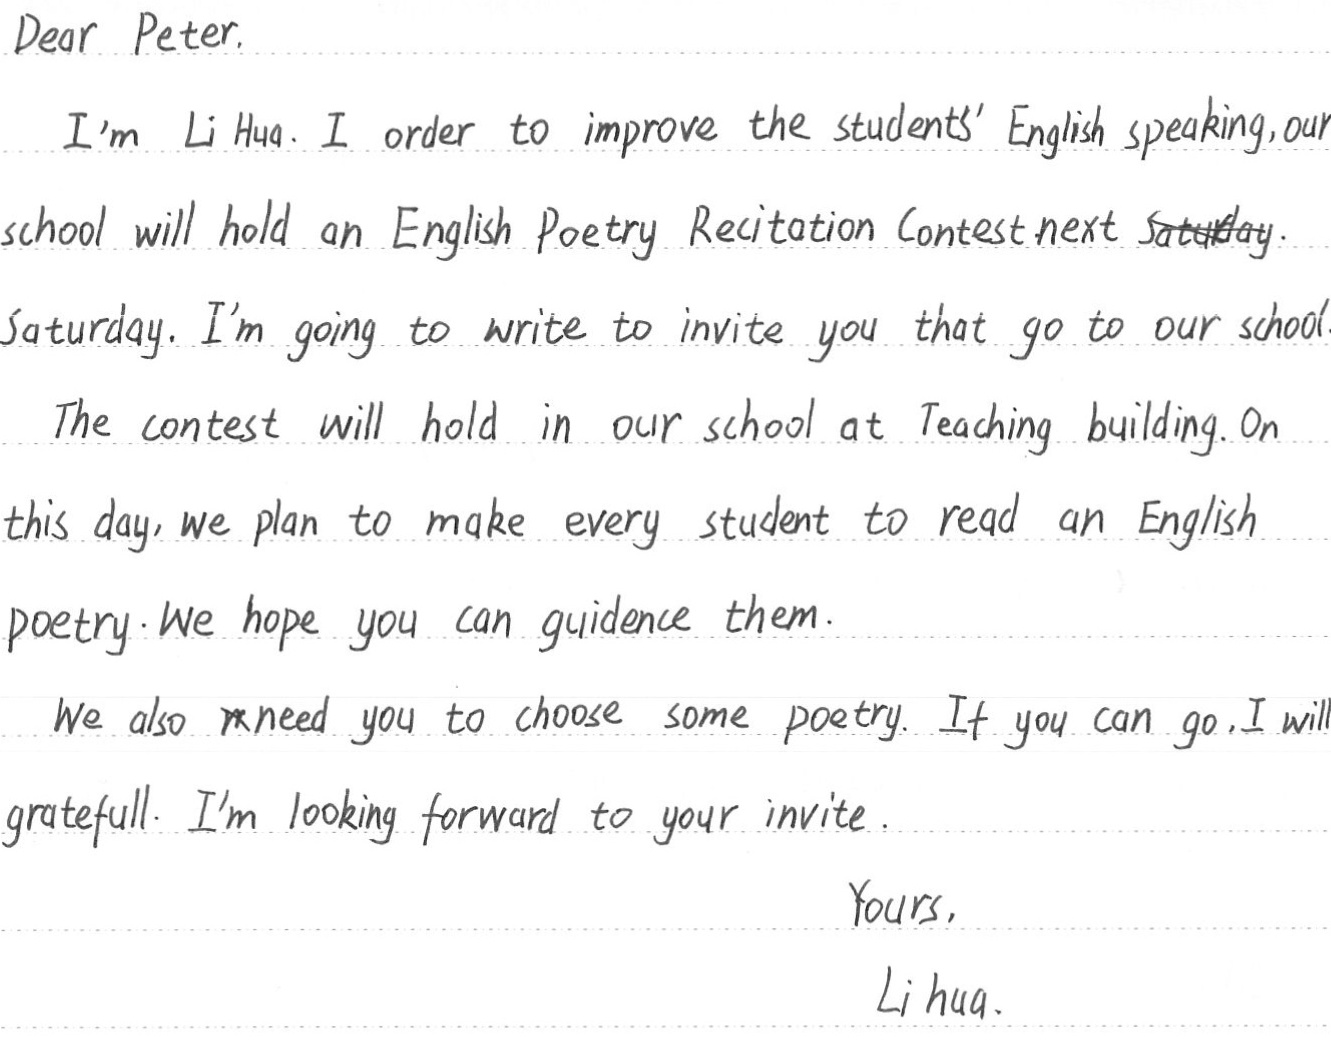 Dear Peter.
I'm Li Hua. I order to improve the students' English speaking, our
school will hold an English Poetry Recitation Contest next Saturday.
Saturday. I'm going to write to invite you that go to our school.
The contest will hold in our school at Teaching building. On
this day, we plan to make every student to read an English
poetry. We hope you can guidence them.
We also need you to choose some poetry. If you can go, I will
gratefull. I'm looking forward to your invite.
Yours,
Li hua.